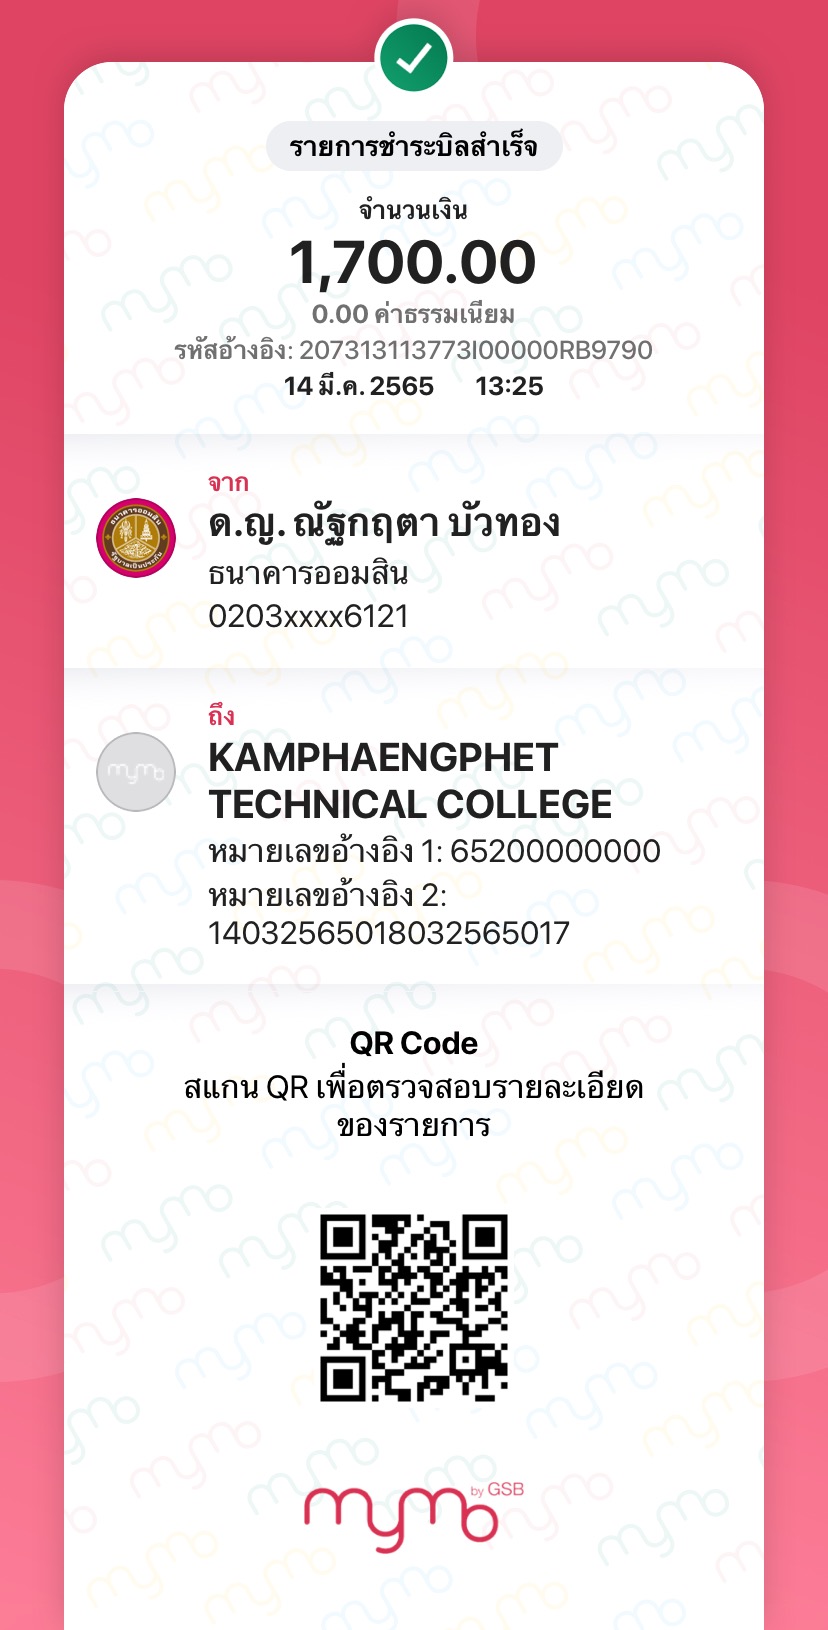 รายการชำระบิลสำเร็จ
จำนวนเงิน
1,700.00
0.00 ค่าธรรมเนียม
รหัสอ้างอิง: 207313113773I00000RB9790
14 มี.ค. 2565 13:25
จาก
ด.ญ. ณัฐกฤตา บัวทอง
ธนาคารออมสิน
0203xxxx6121
ถึง
mymo
KAMPHAENGPHET
TECHNICAL COLLEGE
หมายเลขอ้างอิง 1: 65200000000
หมายเลขอ้างอิง 2:
14032565018032565017
QR Code
สแกน QR เพื่อตรวจสอบรายละเอียด
ของรายการ
mymo by GSB